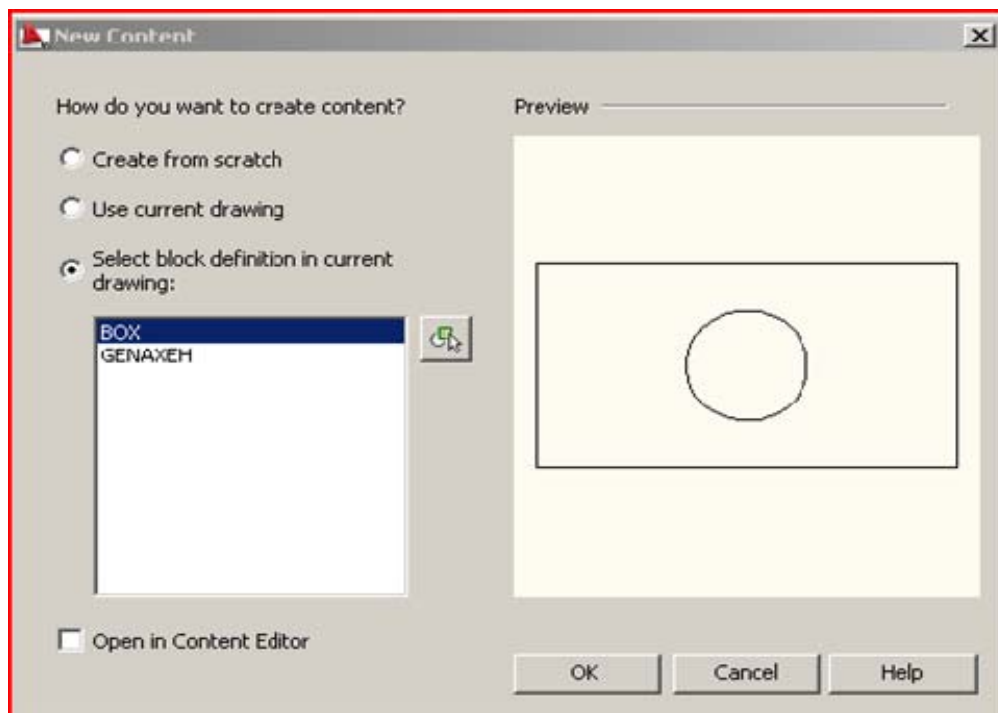 New Content
How do you want to create content?
Create from scratch
Use current drawing
Select block definition in current
drawing:
BOX
GENAXEH
Open in Content Editor
Preview
OK
Cancel
Help